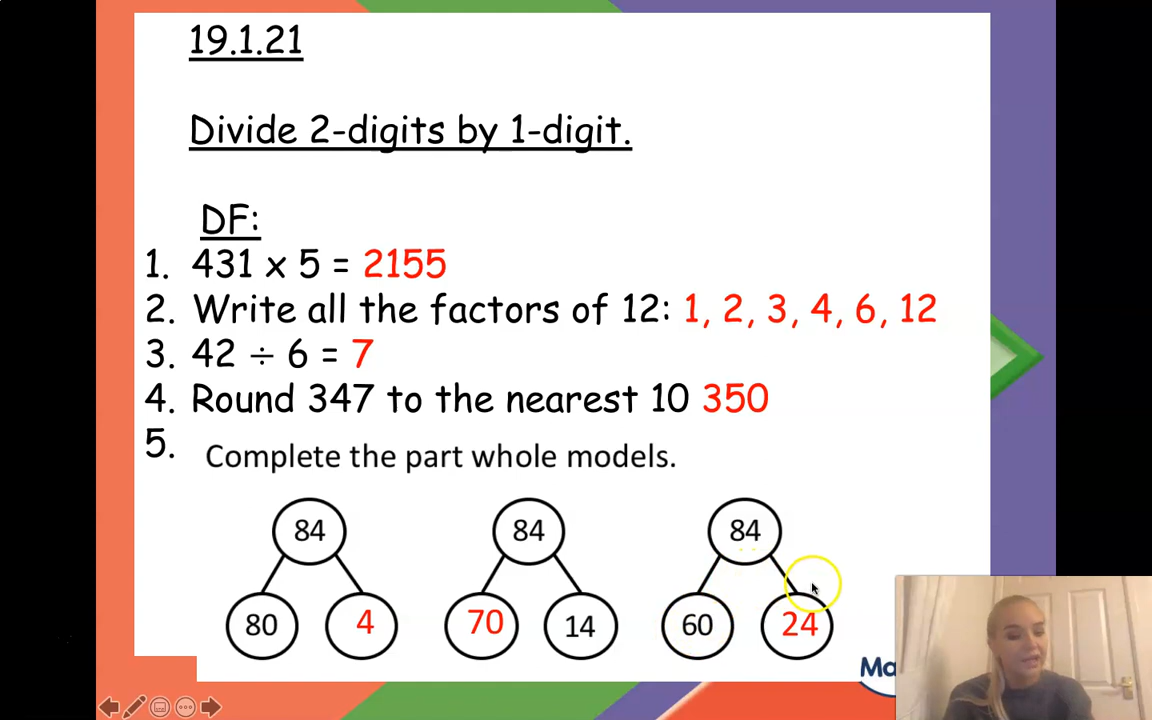 19.1.21
Divide 2-digits by 1-digit.
DF:
1. 431 x 5 = 2155
2. Write all the factors of 12: 1, 2, 3, 4, 6, 12
3. 42 ÷ 6 = 7
4. Round 347 to the nearest 10 350
5. Complete the part whole models.
84 84 84
80 4 70 14 60 24
Ma